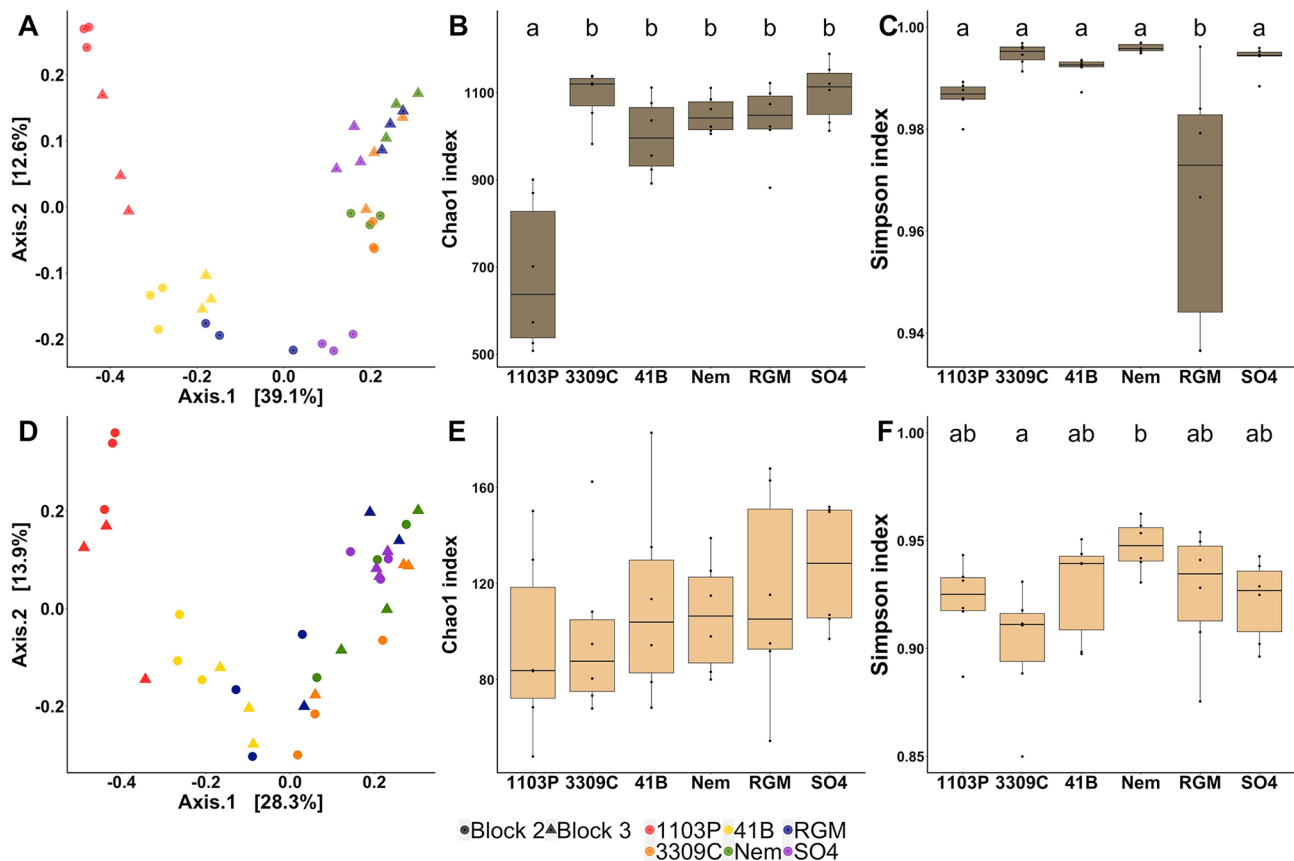 A
Axis.2 [12.6%]
0.2
0.1
0.0
-0.1
-0.2
-0.4
-0.2
0.0
0.2
Axis.1 [39.1%]
B
a b b b b b
Chao1 index
1100
900
700
500
1103P 3309C 41B Nem RGM SO4
C
a a a a b a
Simpson index
1.00
0.98
0.96
0.94
1103P 3309C 41B Nem RGM SO4
D
Axis.2 [13.9%]
0.2
0.0
-0.2
-0.4
-0.2
0.0
0.2
Axis.1 [28.3%]
E
Chao1 index
160
120
80
1103P 3309C 41B Nem RGM SO4
F
ab a ab b ab ab
Simpson index
1.00
0.95
0.90
0.85
1103P 3309C 41B Nem RGM SO4
Block 2 Block 3 1103P 41B RGM
3309C Nem SO4